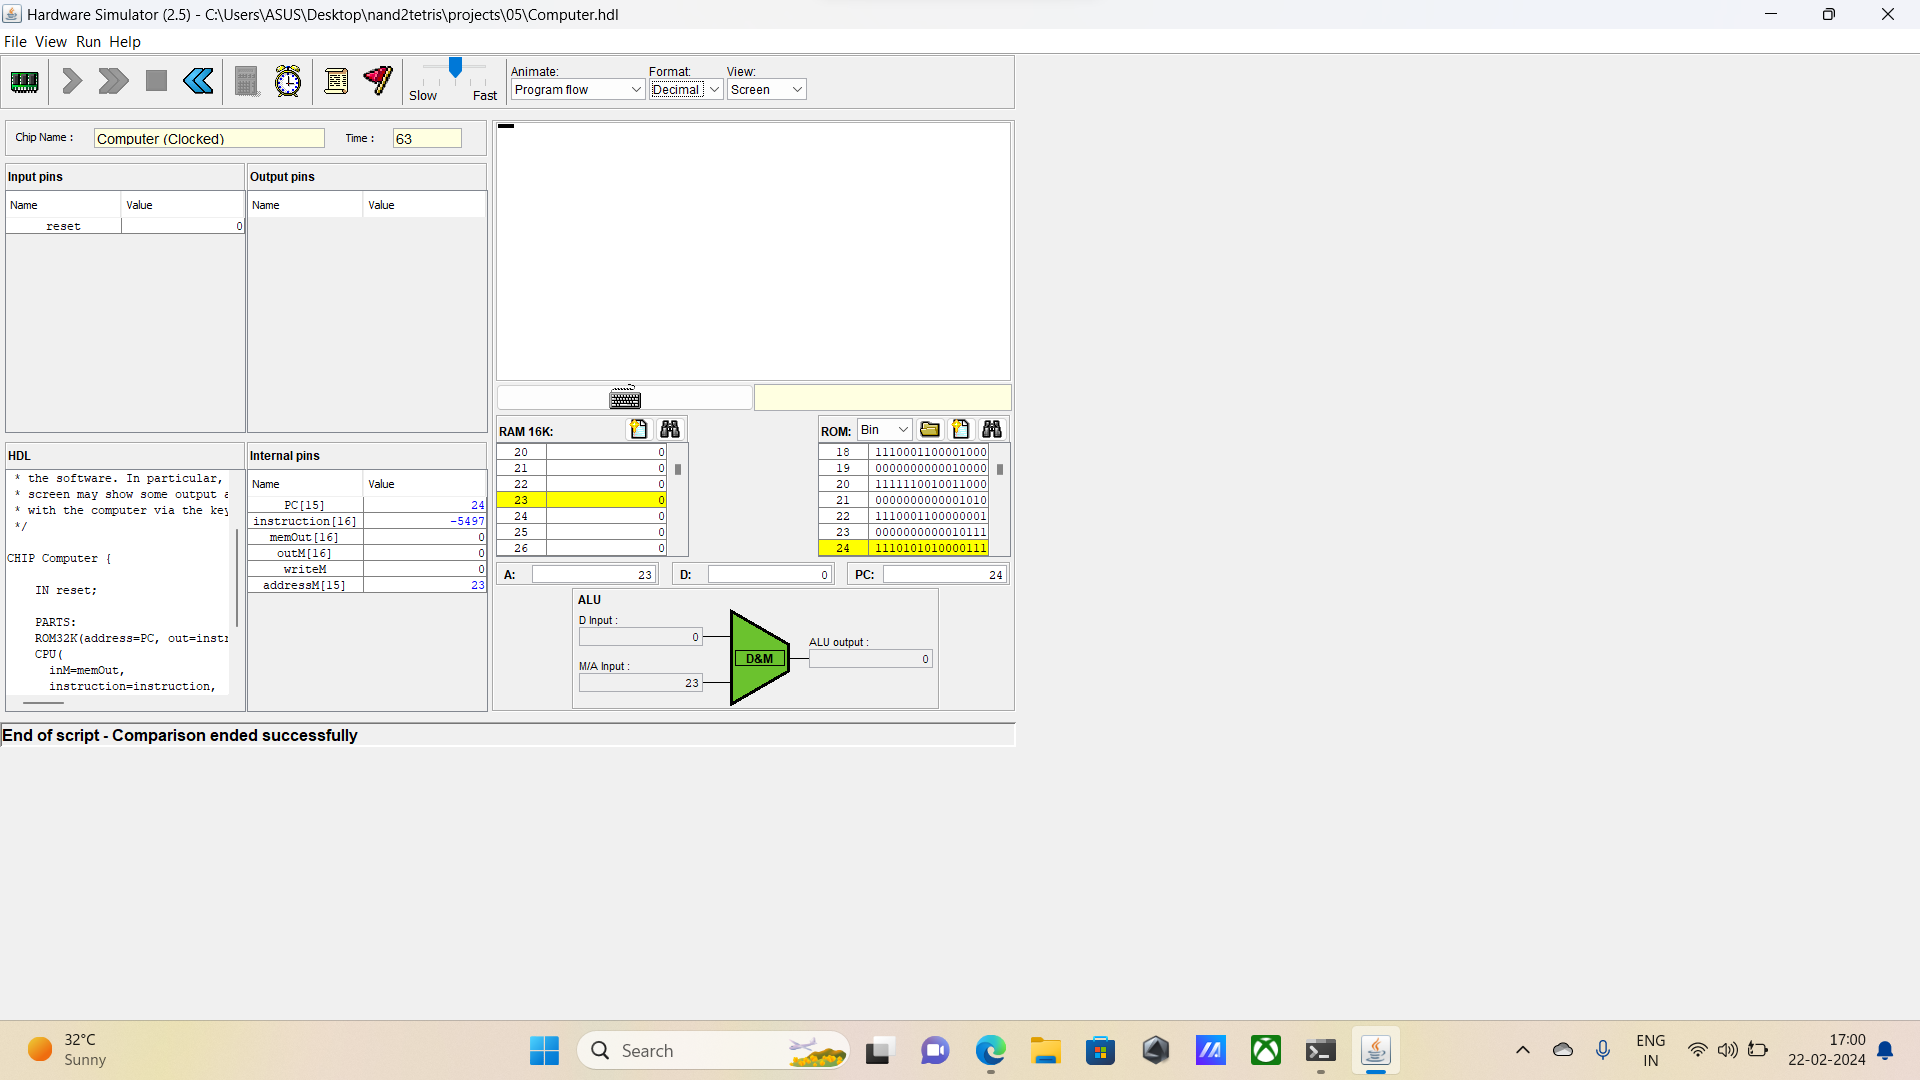 Hardware Simulator (2.5) - C:\Users\ASUS\Desktop\nand2tetris\projects\05\Computer.hdl
File View Run Help
Slow Fast
Animate: Format: View:
Program flow Decimal Screen
Chip Name : Computer (Clocked) Time : 63
Input pins
Name Value
reset 0
Output pins
Name Value
HDL
* the software. In particular,
* screen may show some output a
* with the computer via the key
*/
CHIP Computer {
IN reset;
PARTS:
ROM32K(address=PC, out=instr
CPU(
inM=memOut,
instruction=instruction,
Internal pins
Name Value
PC[15] 24
instruction[16] -5497
memOut[16] 0
outM[16] 0
writeM 0
addressM[15] 23
RAM 16K:
20 0
21 0
22 0
23 0
24 0
25 0
26 0
ROM: Bin
18 1110001100001000
19 0000000000010000
20 1111110010011000
21 0000000000001010
22 1110001100000001
23 0000000000010111
24 1110101010000111
A: 23 D: 0 PC: 24
ALU
D Input :
0
M/A Input :
23
D&M
ALU output :
0
End of script - Comparison ended successfully
32°C
Sunny
Search
ENG
IN
17:00
22-02-2024